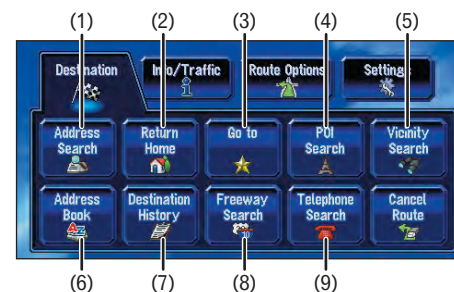 (1) (2) (3) (4) (5)
Destination Info/Traffic Route Options Settings
Address Return Go to POI Vicinity
Search Home Search Search
Address Destination Freeway Telephone Cancel
Book History Search Search Route
(6) (7) (8) (9)